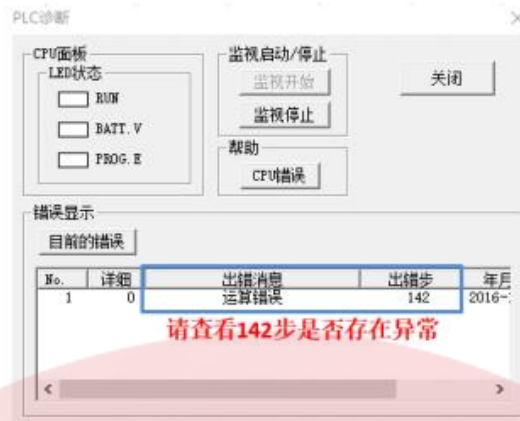 PLC诊断
CPU面板
LED状态
RUN
BATT. V
PROG. E
监视启动/停止
监视开始
监视停止
关闭
帮助
CPU错误
错误显示
目前的错误
No. 详细 出错消息 出错步 年月
1 0 运算错误 142 2016-
请查看142步是否存在异常